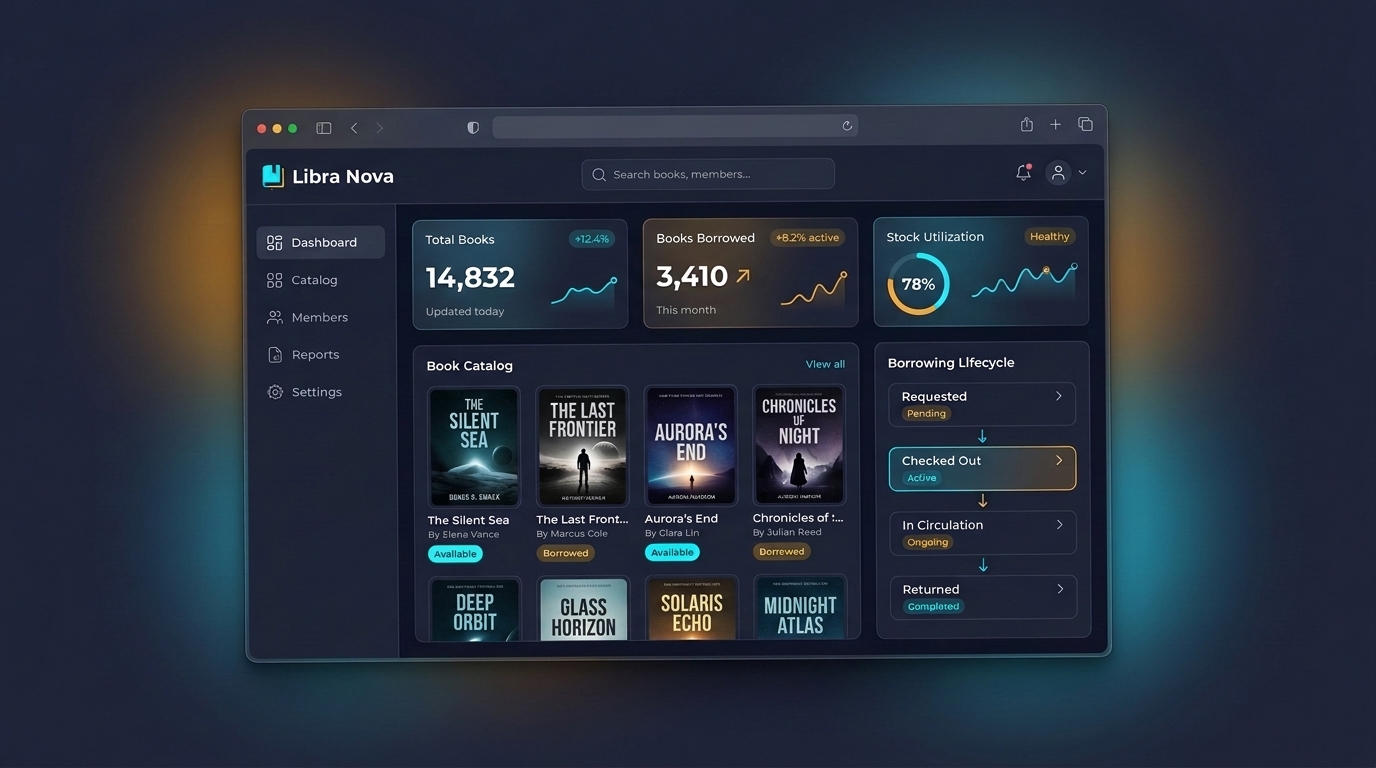 Libra Nova
Search books, members...
Dashboard
Catalog
Members
Reports
Settings
Total Books
+12.4%
14,832
Updated today
Books Borrowed
+8.2% active
3,410
This month
Stock Utilization
Healthy
78%
Book Catalog
View all
THE
SILENT
SEA
The Silent Sea
By Elena Vance
Available
THE LAST
FRONTIER
The Last Front...
By Marcus Cole
Borrowed
AURORA'S
END
Aurora's End
By Clara Lin
Available
CHRONICLES
OF
NIGHT
Chronicles of :...
By Julian Reed
Dorrewed
DEEP
ORBIT
GLASS
HORIZON
SOLARIS
ECHO
MIDNIGHT
ATLAS
Borrowing Lifecycle
Requested
Pending
Checked Out
Active
In Circulation
Ongoing
Returned
Completed